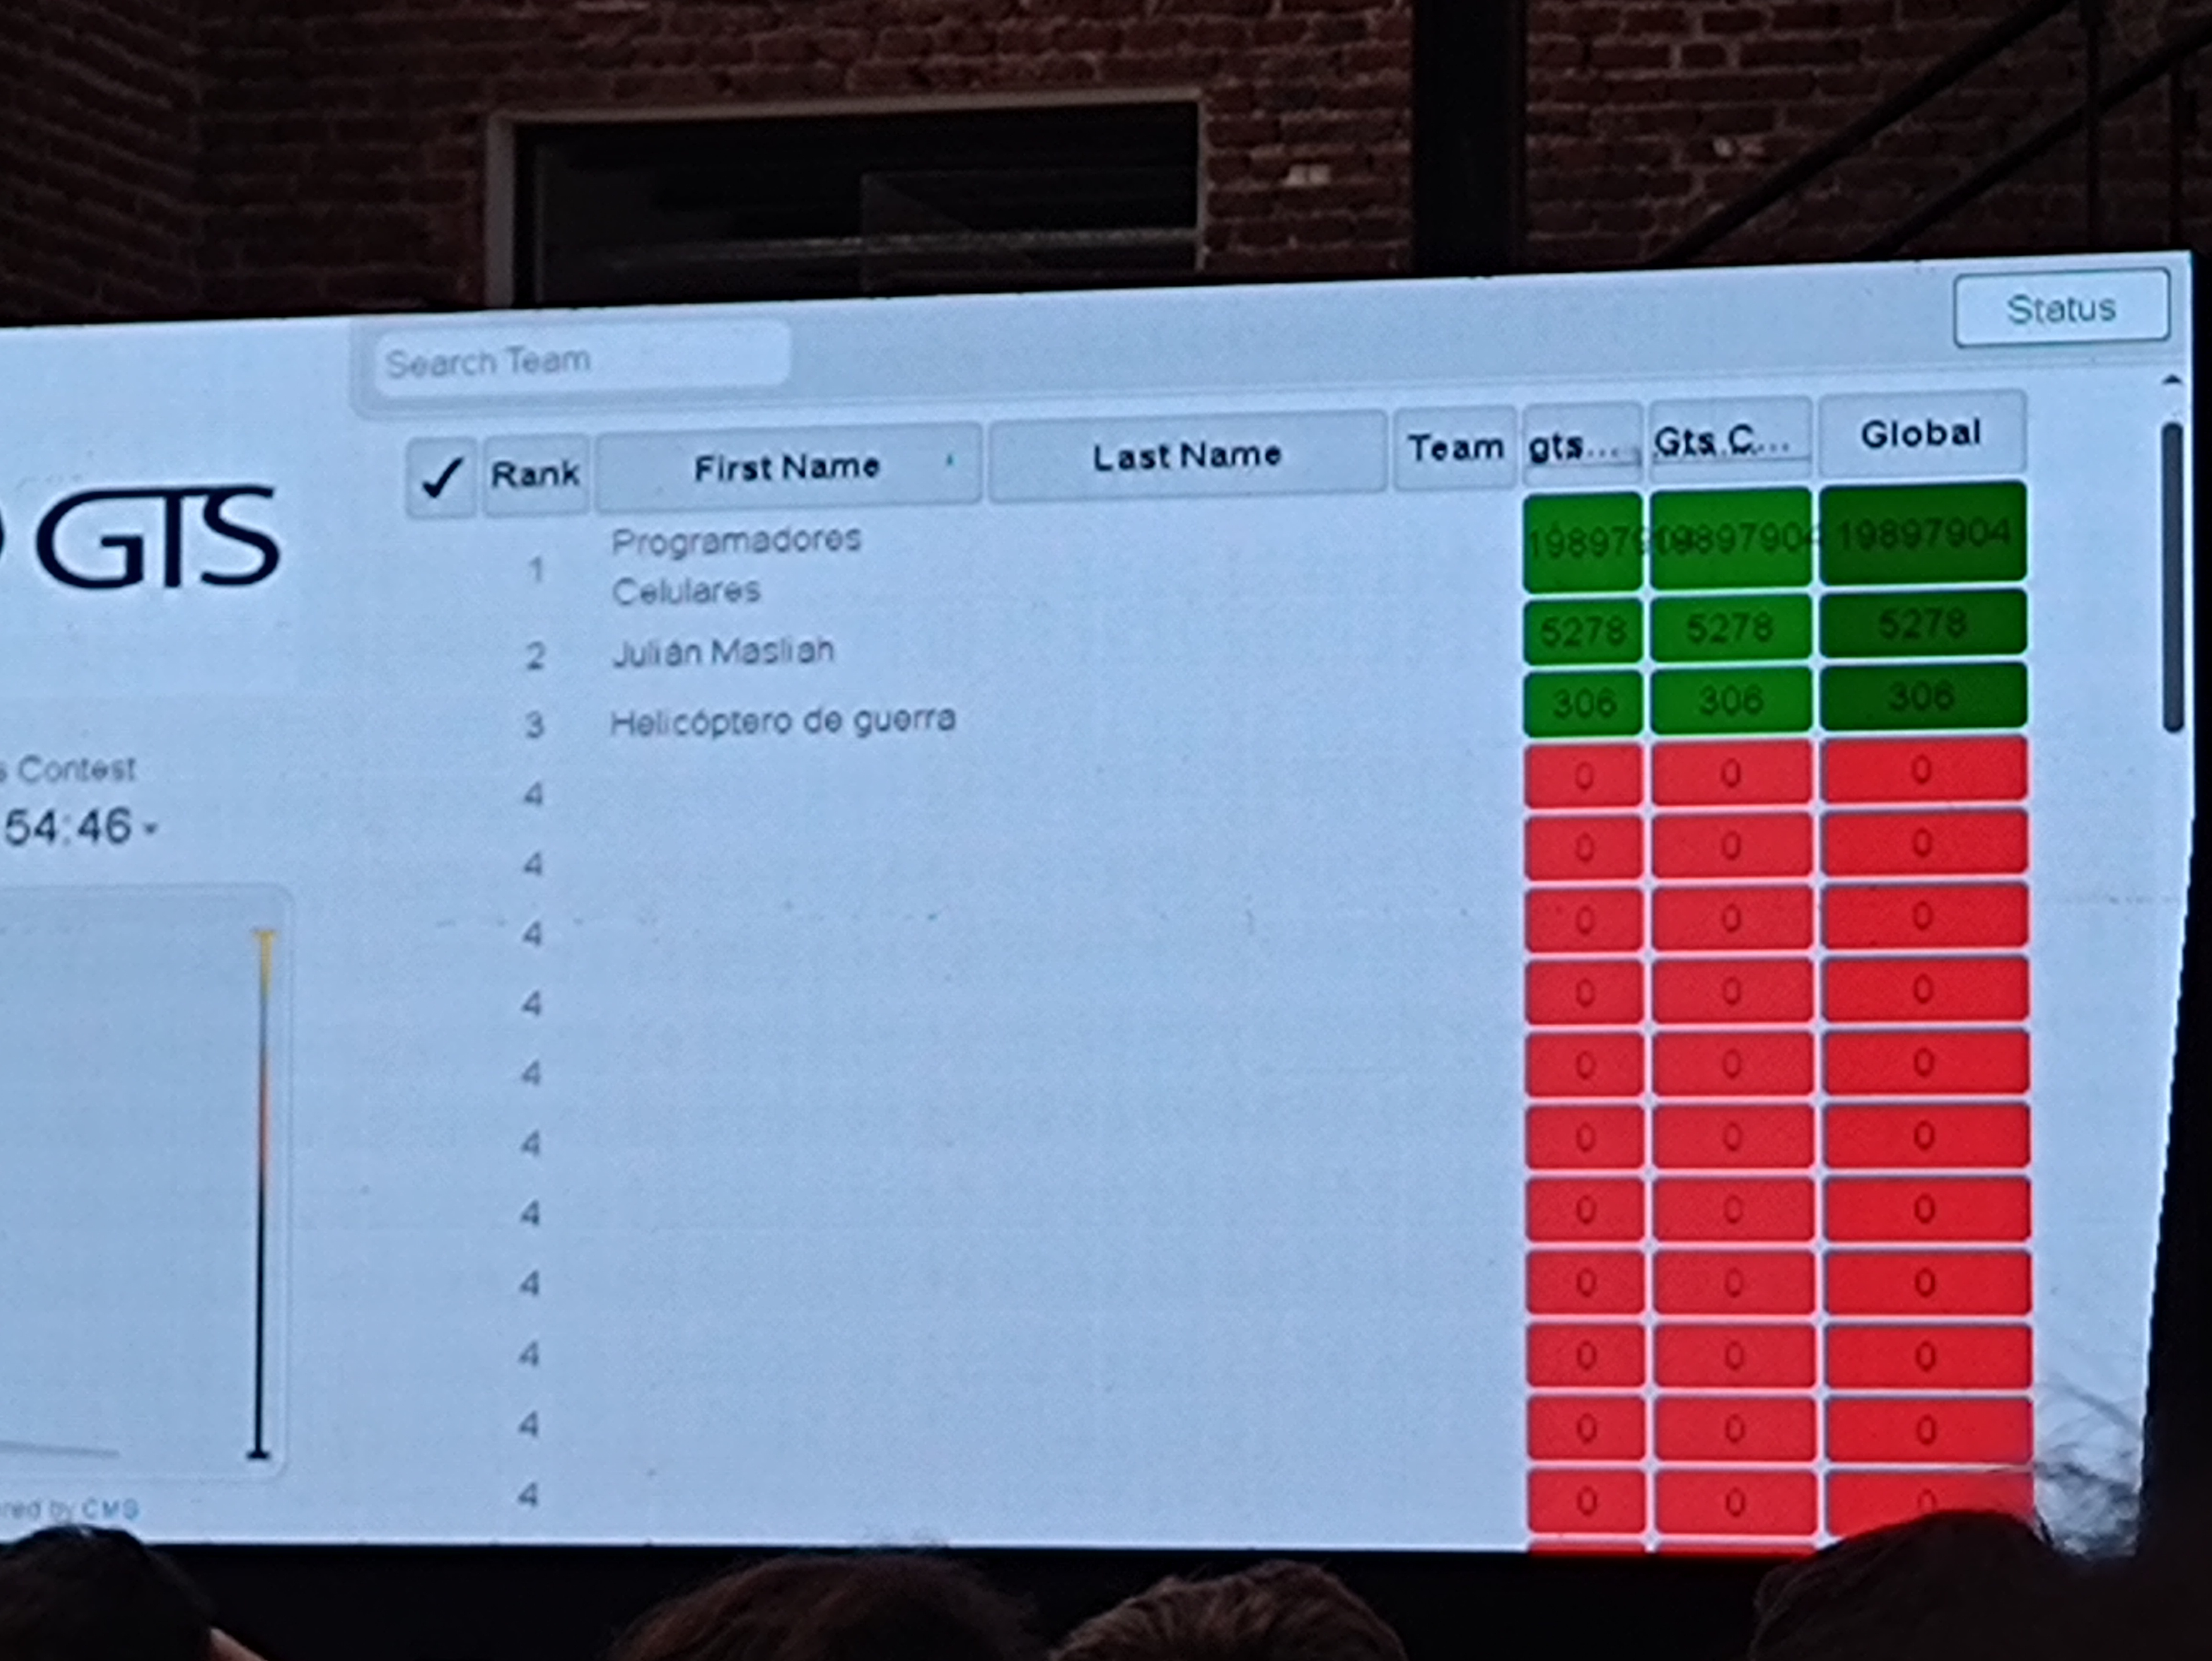 Status
Search Team
✓ Rank First Name Last Name Team gts... Gts C... Global
GTS
1 Programadores Celulares 19897904 19897904
2 Julián Masliah 5278 5278 5278
3 Helicóptero de guerra 306 306 306
s Contest
54:46
4 0 0 0
4 0 0 0
4 0 0 0
4 0 0 0
4 0 0 0
4 0 0 0
4 0 0 0
4 0 0 0
4 0 0 0
4 0 0 0
4 0 0 0
red by CMS